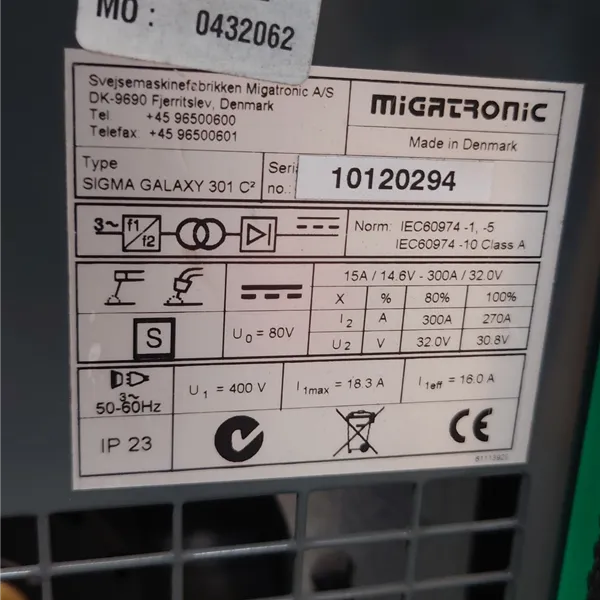 MO: 0432062
Svejsemaskinefabrikken Migatronic A/S
DK-9690 Fjerritslev, Denmark
Tel +45 96500600
Telefax +45 96500601
MIGATRONIC
Made in Denmark
Type
SIGMA GALAXY 301 C²
Seri
no.: 10120294
3~ f1
f2
Norm: IEC60974 -1, -5
IEC60974 -10 Class A
15A / 14.6V - 300A / 32.0V
X % 80% 100%
I2 A 300A 270A
U2 V 32.0V 30.8V
S
U0 = 80V
3~
50-60Hz
U1 = 400 V
I1max = 18.3 A
I1eff = 16.0 A
IP 23
CE